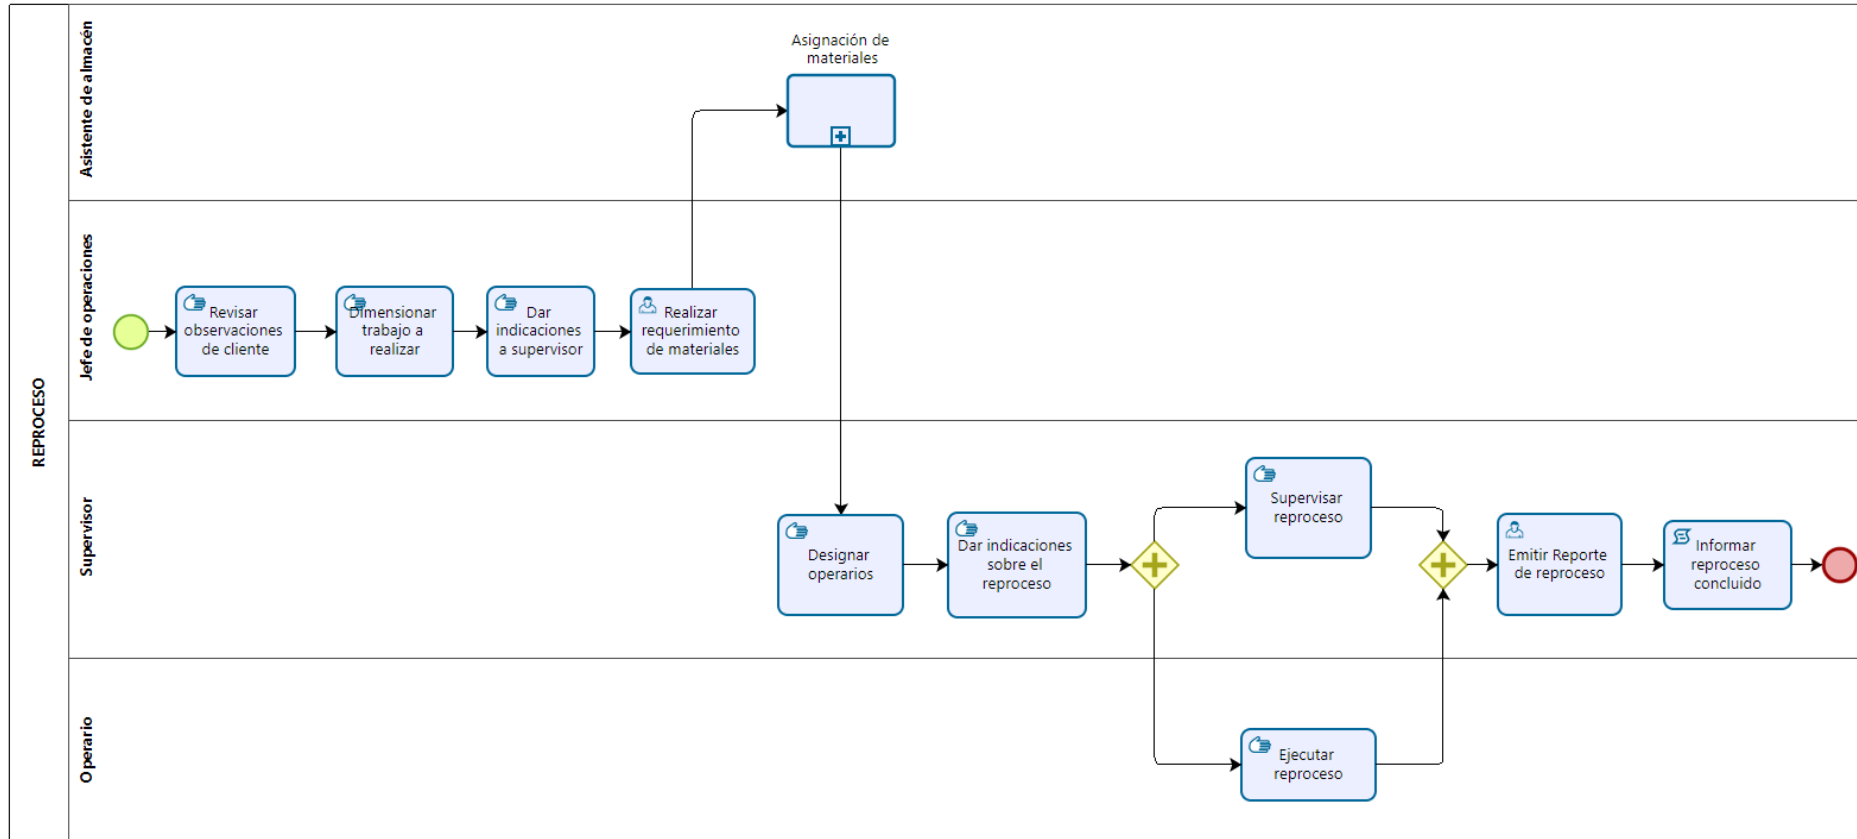 REPROCESO
Asistente de almacén
Asignación de
materiales
Jefe de operaciones
Revisar
observaciones
de cliente
Dimensionar
trabajo a
realizar
Dar
indicaciones
a supervisor
Realizar
requerimiento
de materiales
Supervisor
Designar
operarios
Dar indicaciones
sobre el
reproceso
Supervisar
reproceso
Emitir Reporte
de reproceso
Informar
reproceso
concluido
Operario
Ejecutar
reproceso